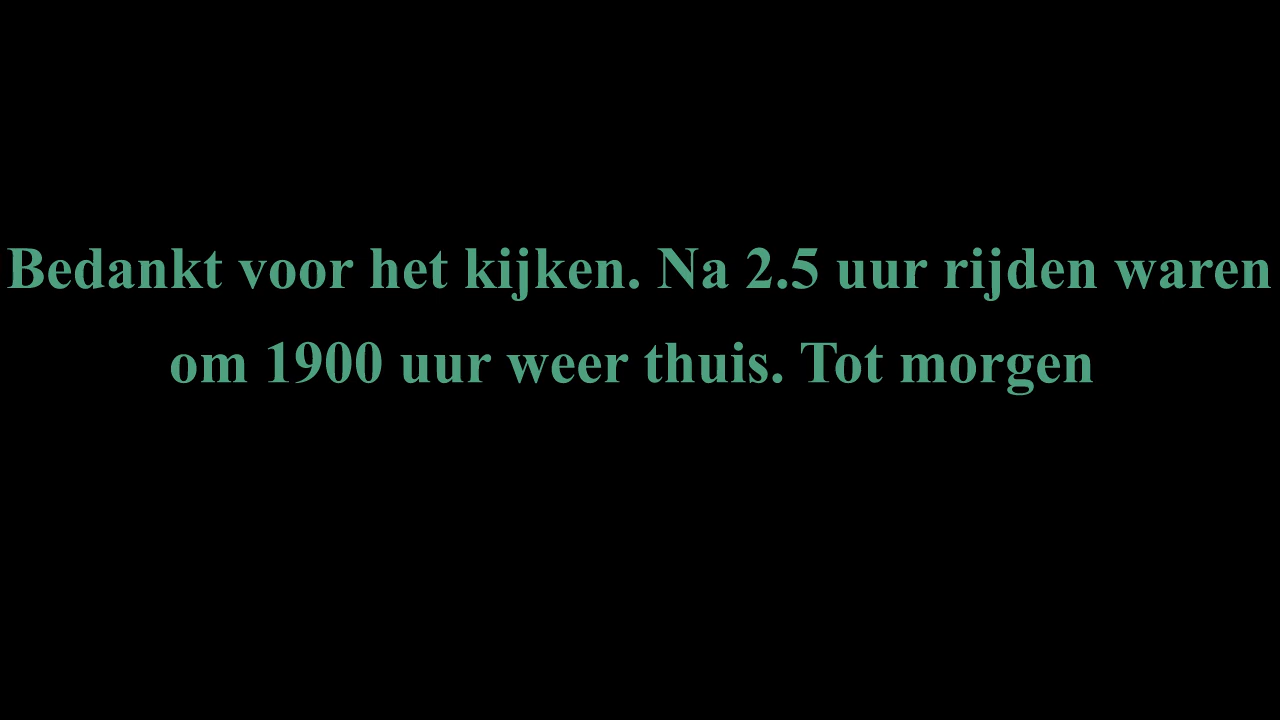 Bedankt voor het kijken. Na 2.5 uur rijden waren
om 1900 uur weer thuis. Tot morgen